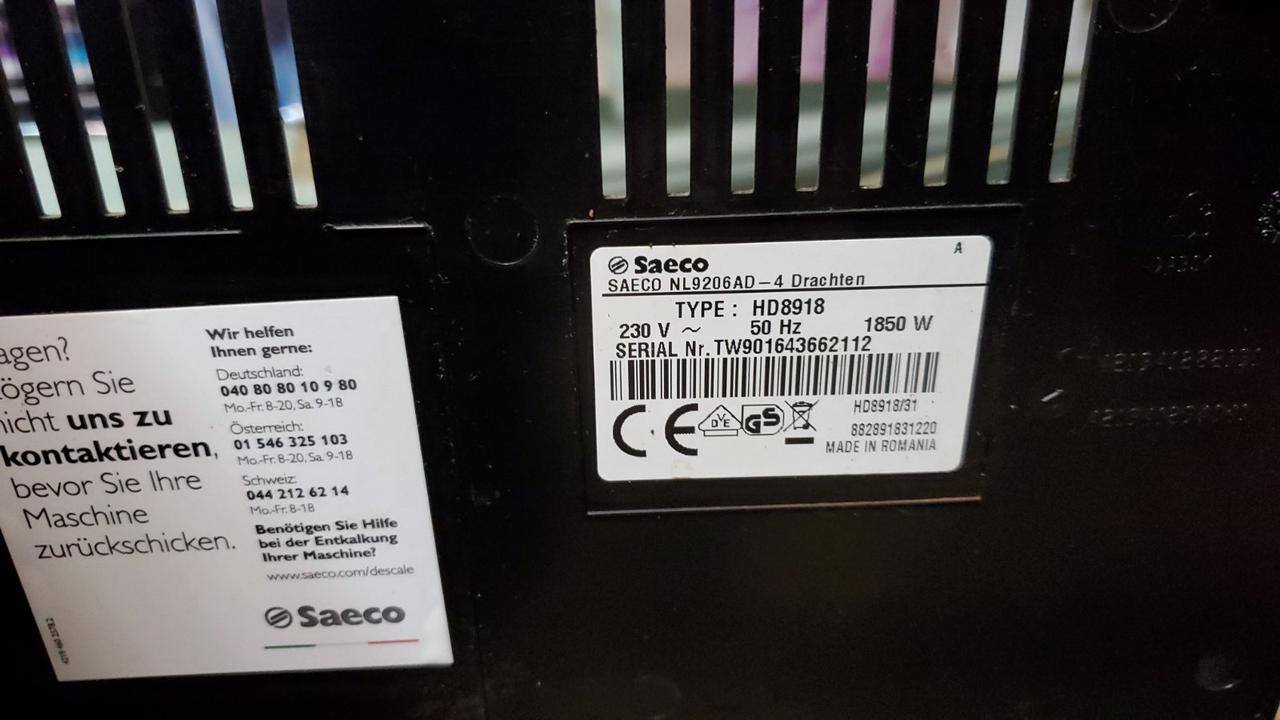 agen?
ögern Sie
nicht uns zu
kontaktieren,
bevor Sie Ihre
Maschine
zurückschicken.
Wir helfen
Ihnen gerne:
Deutschland:
040 80 80 10 9 80
Mo.-Fr. 8-20, Sa. 9-18
Österreich:
01 546 325 103
Mo.-Fr. 8-20, Sa. 9-18
Schweiz:
044 212 62 14
Mo.-Fr. 8-18
Benötigen Sie Hilfe
bei der Entkalkung
Ihrer Maschine?
www.saeco.com/descale
Saeco
Saeco
A
SAECO NL9206AD-4 Drachten
TYPE : HD8918
230 V ~ 50 Hz 1850 W
SERIAL Nr. TW901643662112
CE VDE GS
HD8918/31
882891831220
MADE IN ROMANIA